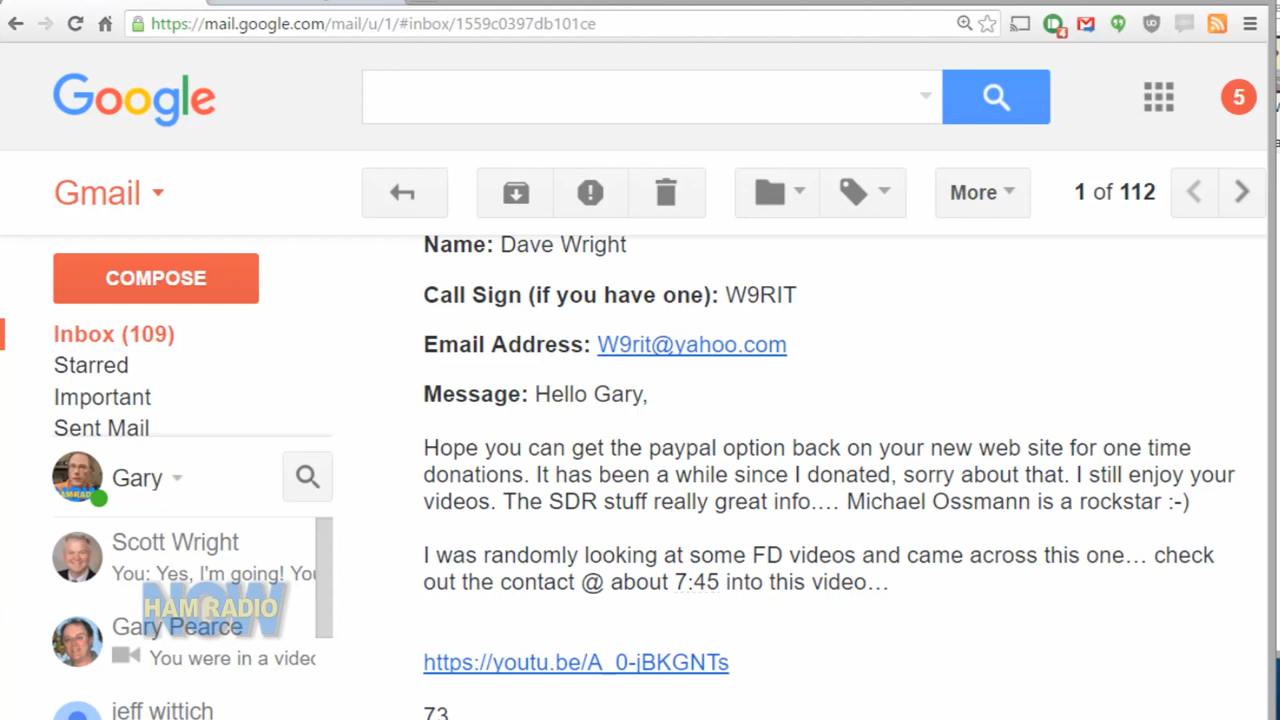 https://mail.google.com/mail/u/1/#inbox/1559c0397db101ce
4
Google
5
Gmail
More
1 of 112
COMPOSE
Inbox (109)
Starred
Important
Sent Mail
Gary
Scott Wright
You: Yes, I'm going! You
HAM RADIO
NOW
Gary Pearce
You were in a videc
jeff wittich
Name: Dave Wright
Call Sign (if you have one): W9RIT
Email Address: W9rit@yahoo.com
Message: Hello Gary,
Hope you can get the paypal option back on your new web site for one time
donations. It has been a while since I donated, sorry about that. I still enjoy your
videos. The SDR stuff really great info…. Michael Ossmann is a rockstar :-)
I was randomly looking at some FD videos and came across this one… check
out the contact @ about 7:45 into this video…
https://youtu.be/A_0-jBKGNTs
73